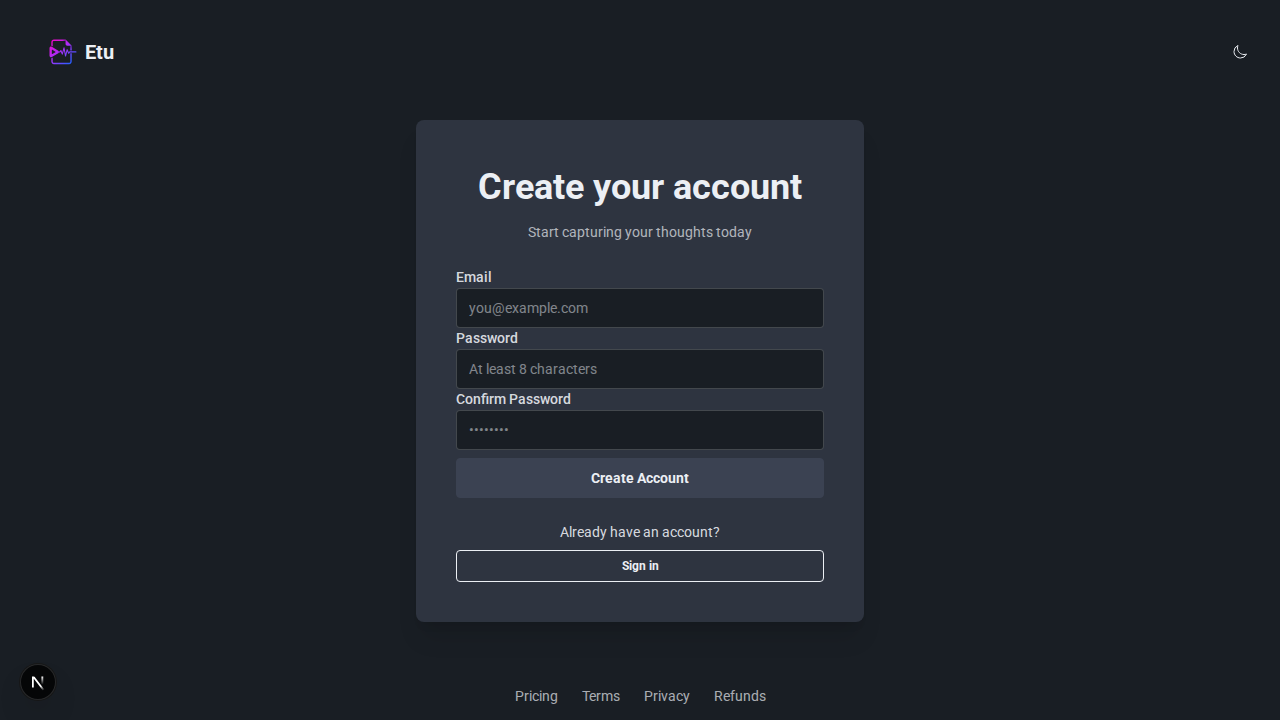 Etu
Create your account
Start capturing your thoughts today
Email
you@example.com
Password
At least 8 characters
Confirm Password
••••••••
Create Account
Already have an account?
Sign in
N
Pricing Terms Privacy Refunds